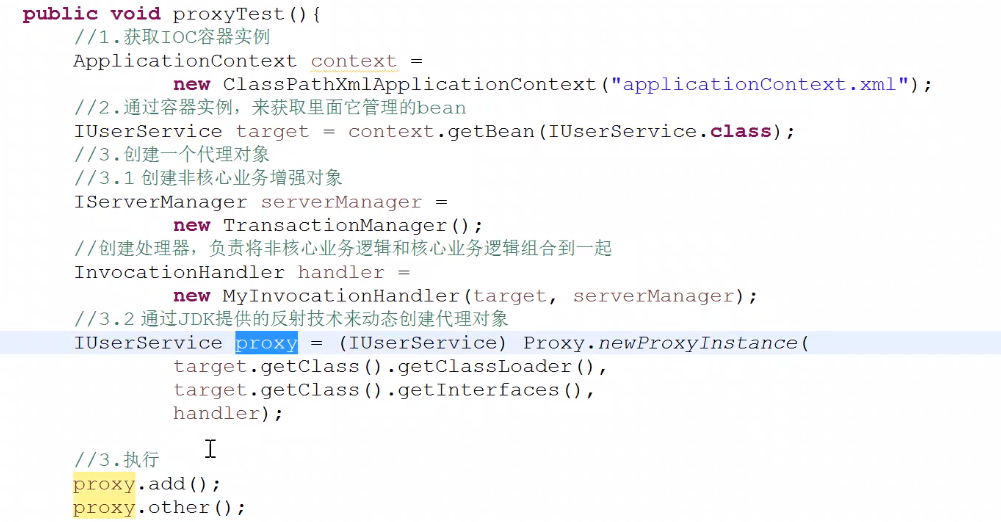 public void proxyTest(){
//1.获取IOC容器实例
ApplicationContext context =
new ClassPathXmlApplicationContext("applicationContext.xml");
//2.通过容器实例，来获取里面它管理的bean
IUserService target = context.getBean(IUserService.class);
//3.创建一个代理对象
//3.1 创建非核心业务增强对象
IServerManager serverManager =
new TransactionManager();
//创建处理器，负责将非核心业务逻辑和核心业务逻辑组合到一起
InvocationHandler handler =
new MyInvocationHandler(target, serverManager);
//3.2 通过JDK提供的反射技术来动态创建代理对象
IUserService proxy = (IUserService) Proxy.newProxyInstance(
target.getClass().getClassLoader(),
target.getClass().getInterfaces(),
handler);
//3.执行
proxy.add();
proxy.other();